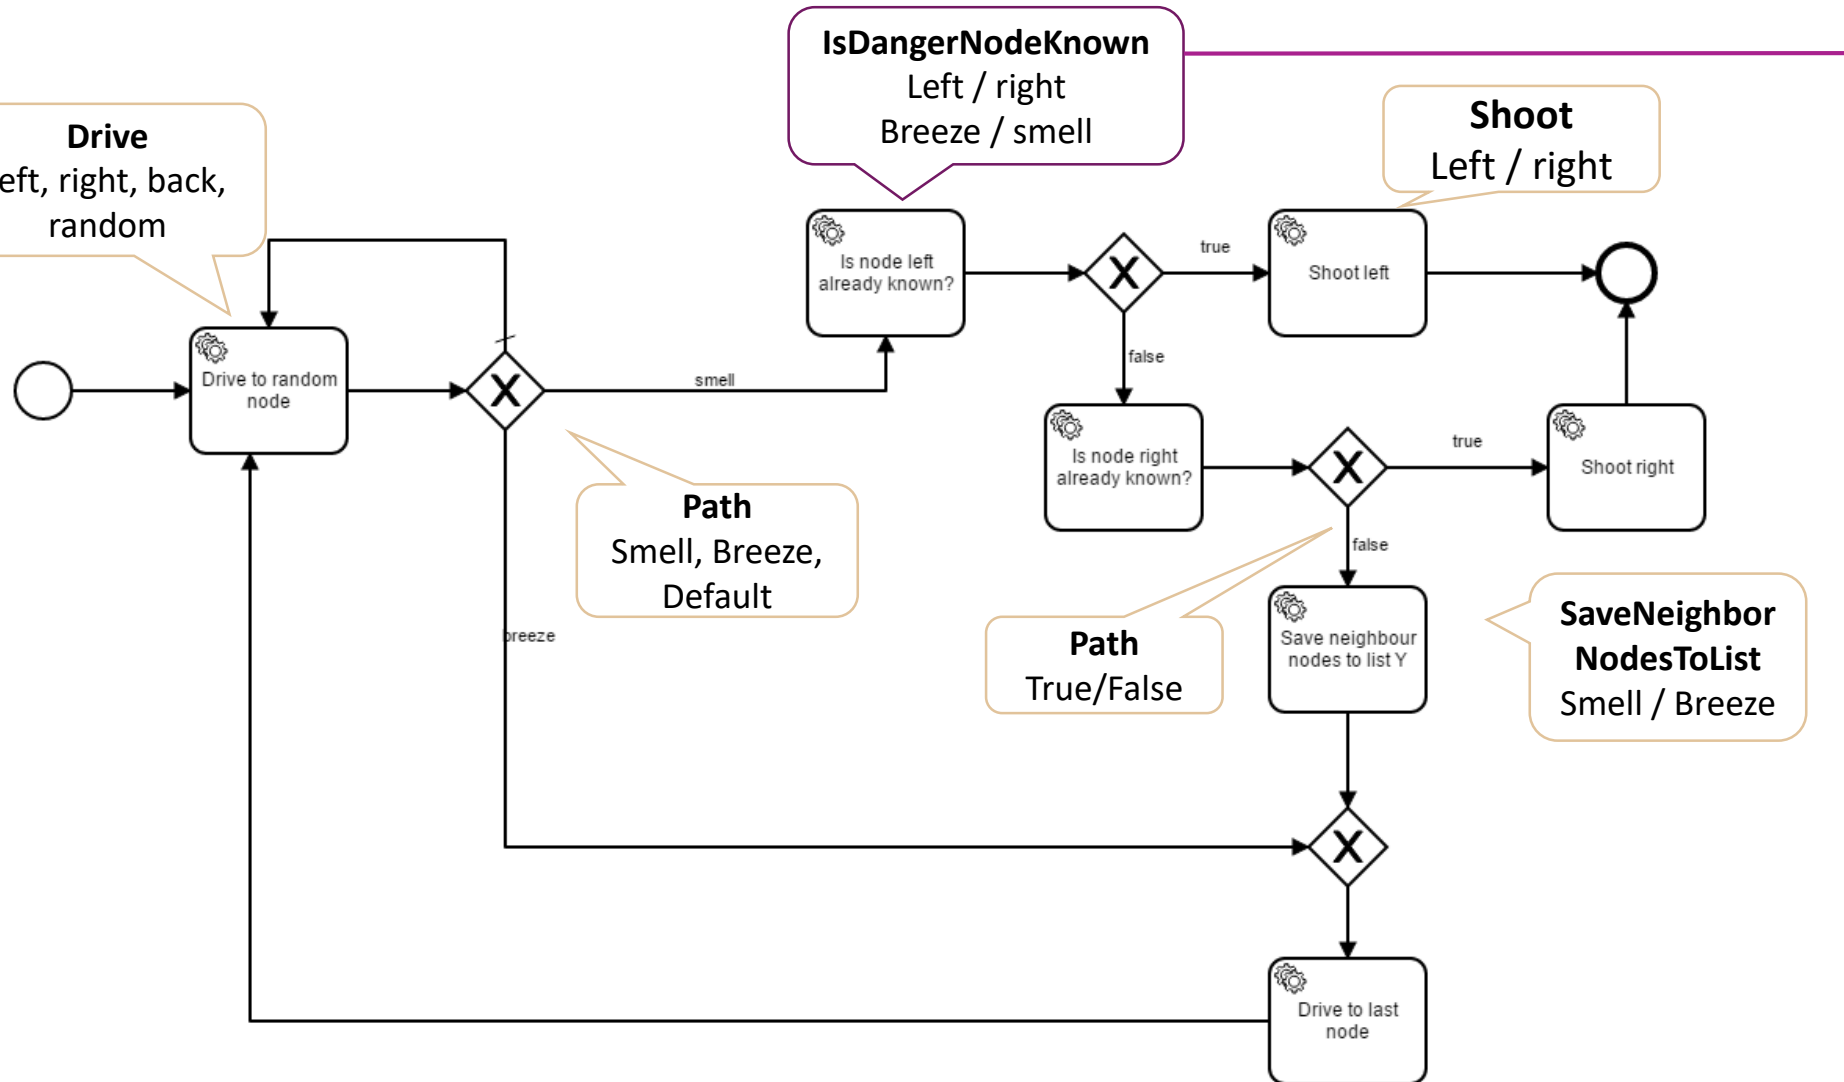 IsDangerNodeKnown
Left / right
Breeze / smell
Shoot
Left / right
Drive
eft, right, back,
random
Is node left
already known?
true
Shoot left
false
Drive to random
node
smell
Is node right
already known?
true
Shoot right
Path
Smell, Breeze,
Default
false
breeze
Path
True/False
Save neighbour
nodes to list Y
SaveNeighbor
NodesToList
Smell / Breeze
Drive to last
node